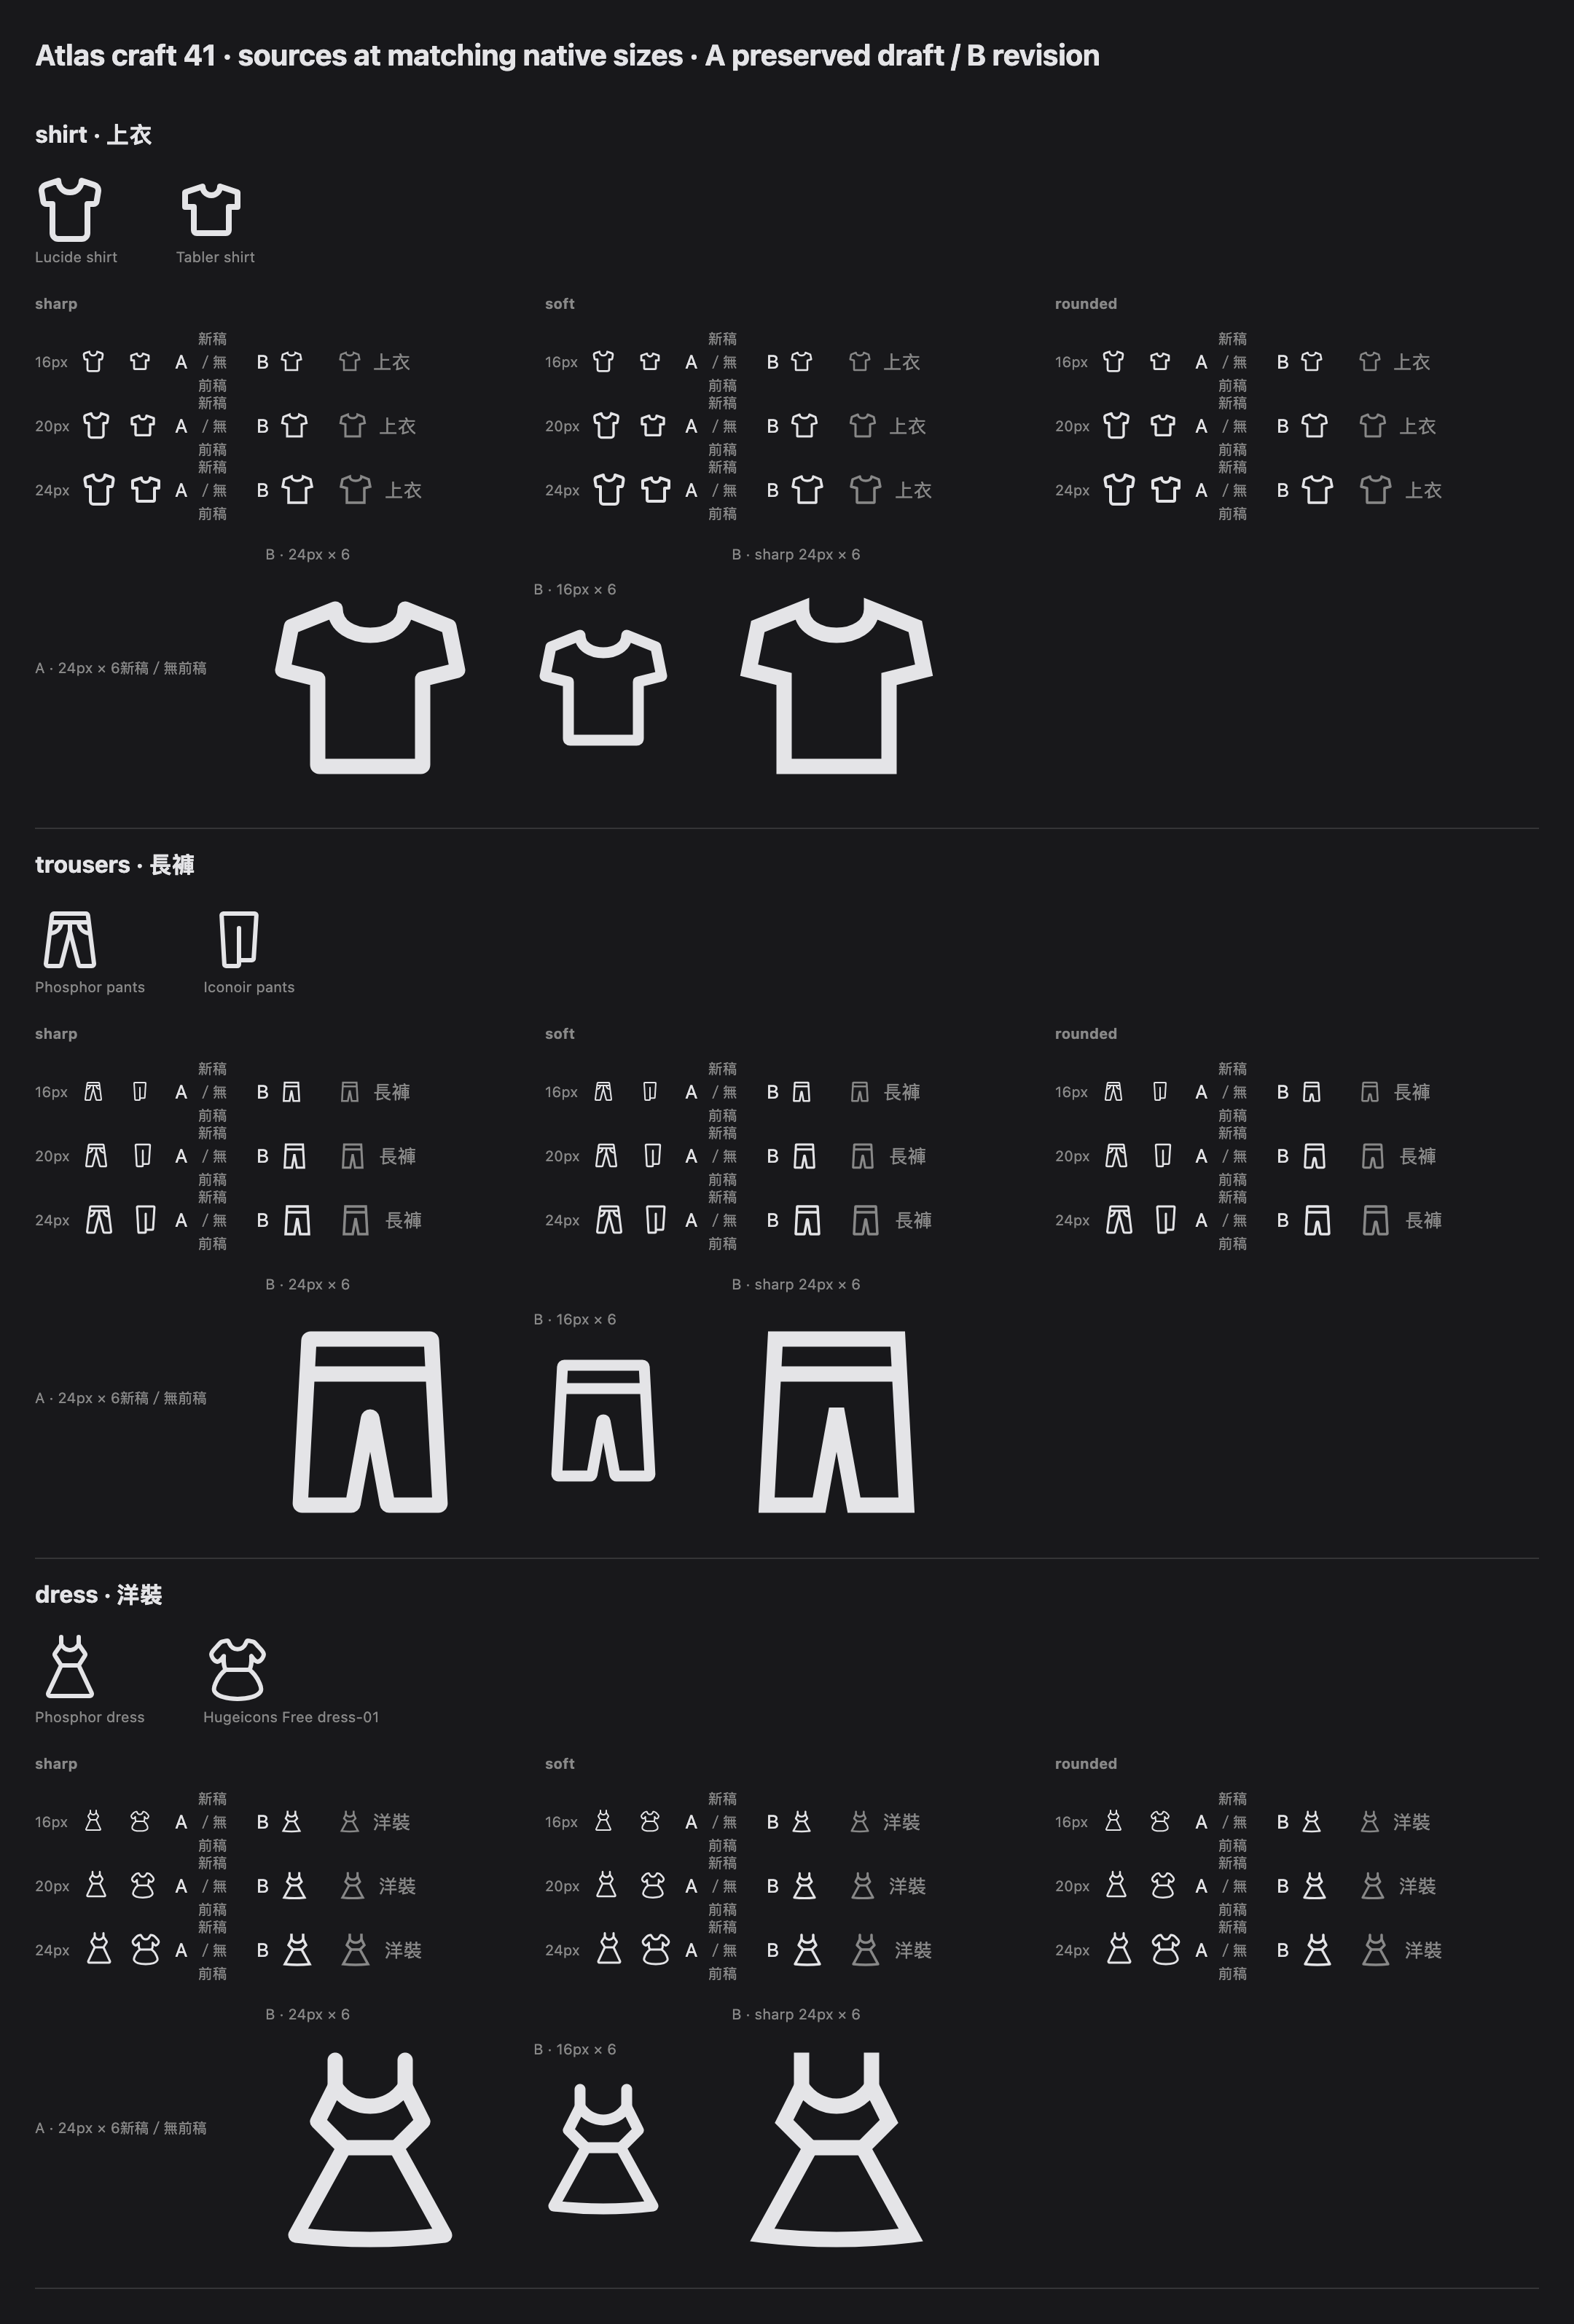 Atlas craft 41 · sources at matching native sizes · A preserved draft / B revision
shirt · 上衣
Lucide shirt
Tabler shirt
sharp
16px A 新稿 / 無前稿 B 上衣
20px A 新稿 / 無前稿 B 上衣
24px A 新稿 / 無前稿 B 上衣
soft
16px A 新稿 / 無前稿 B 上衣
20px A 新稿 / 無前稿 B 上衣
24px A 新稿 / 無前稿 B 上衣
rounded
16px A 新稿 / 無前稿 B 上衣
20px A 新稿 / 無前稿 B 上衣
24px A 新稿 / 無前稿 B 上衣
A · 24px × 6新稿 / 無前稿
B · 24px × 6
B · 16px × 6
B · sharp 24px × 6
trousers · 長褲
Phosphor pants
Iconoir pants
sharp
16px A 新稿 / 無前稿 B 長褲
20px A 新稿 / 無前稿 B 長褲
24px A 新稿 / 無前稿 B 長褲
soft
16px A 新稿 / 無前稿 B 長褲
20px A 新稿 / 無前稿 B 長褲
24px A 新稿 / 無前稿 B 長褲
rounded
16px A 新稿 / 無前稿 B 長褲
20px A 新稿 / 無前稿 B 長褲
24px A 新稿 / 無前稿 B 長褲
A · 24px × 6新稿 / 無前稿
B · 24px × 6
B · 16px × 6
B · sharp 24px × 6
dress · 洋裝
Phosphor dress
Hugeicons Free dress-01
sharp
16px A 新稿 / 無前稿 B 洋裝
20px A 新稿 / 無前稿 B 洋裝
24px A 新稿 / 無前稿 B 洋裝
soft
16px A 新稿 / 無前稿 B 洋裝
20px A 新稿 / 無前稿 B 洋裝
24px A 新稿 / 無前稿 B 洋裝
rounded
16px A 新稿 / 無前稿 B 洋裝
20px A 新稿 / 無前稿 B 洋裝
24px A 新稿 / 無前稿 B 洋裝
A · 24px × 6新稿 / 無前稿
B · 24px × 6
B · 16px × 6
B · sharp 24px × 6